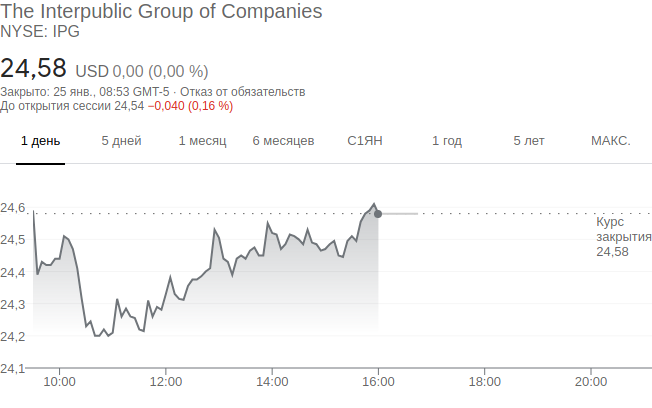 The Interpublic Group of Companies
NYSE: IPG
24,58 USD 0,00 (0,00 %)
Закрыто: 25 янв., 08:53 GMT-5 · Отказ от обязательств
До открытия сессии 24,54 −0,040 (0,16 %)
1 день 5 дней 1 месяц 6 месяцев С1ЯН 1 год 5 лет МАКС.
24,6
24,5
24,4
24,3
24,2
24,1
Курс
закрытия
24,58
10:00 12:00 14:00 16:00 18:00 20:00